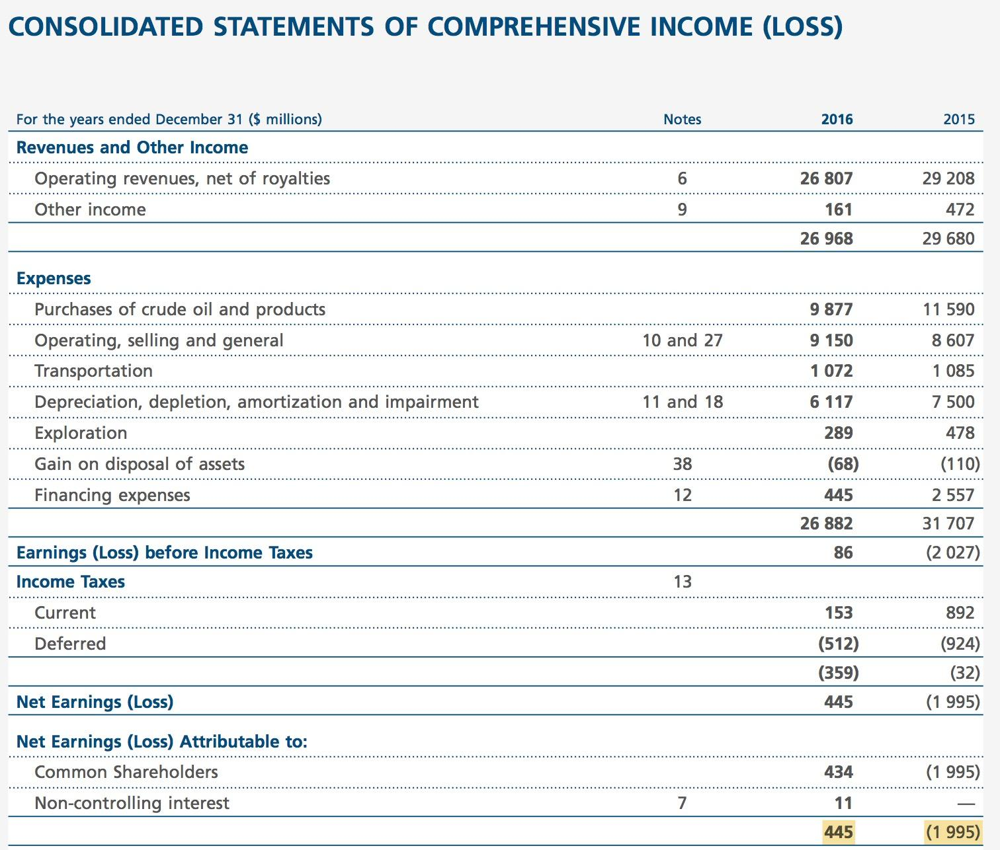 CONSOLIDATED STATEMENTS OF COMPREHENSIVE INCOME (LOSS)
For the years ended December 31 ($ millions) Notes 2016 2015
Revenues and Other Income
Operating revenues, net of royalties 6 26 807 29 208
Other income 9 161 472
26 968 29 680
Expenses
Purchases of crude oil and products 9 877 11 590
Operating, selling and general 10 and 27 9 150 8 607
Transportation 1 072 1 085
Depreciation, depletion, amortization and impairment 11 and 18 6 117 7 500
Exploration 289 478
Gain on disposal of assets 38 (68) (110)
Financing expenses 12 445 2 557
26 882 31 707
Earnings (Loss) before Income Taxes 86 (2 027)
Income Taxes 13
Current 153 892
Deferred (512) (924)
(359) (32)
Net Earnings (Loss) 445 (1 995)
Net Earnings (Loss) Attributable to:
Common Shareholders 434 (1 995)
Non-controlling interest 7 11 —
445 (1 995)